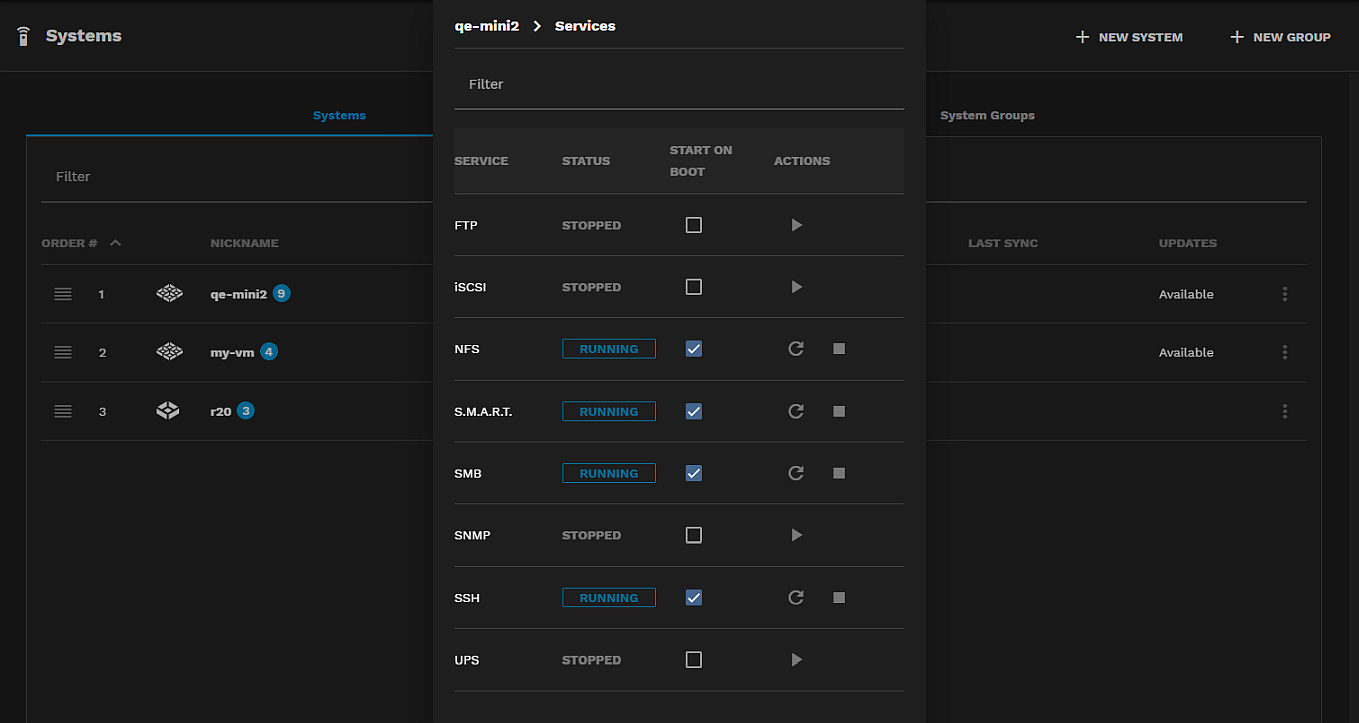 Systems
NEW SYSTEM
NEW GROUP
Systems
System Groups
Filter
ORDER #
NICKNAME
LAST SYNC
UPDATES
1
qe-mini2
9
Available
2
my-vm
4
Available
3
r20
3
qe-mini2 > Services
Filter
SERVICE
STATUS
START ON
BOOT
ACTIONS
FTP
STOPPED
iSCSI
STOPPED
NFS
RUNNING
S.M.A.R.T.
RUNNING
SMB
RUNNING
SNMP
STOPPED
SSH
RUNNING
UPS
STOPPED